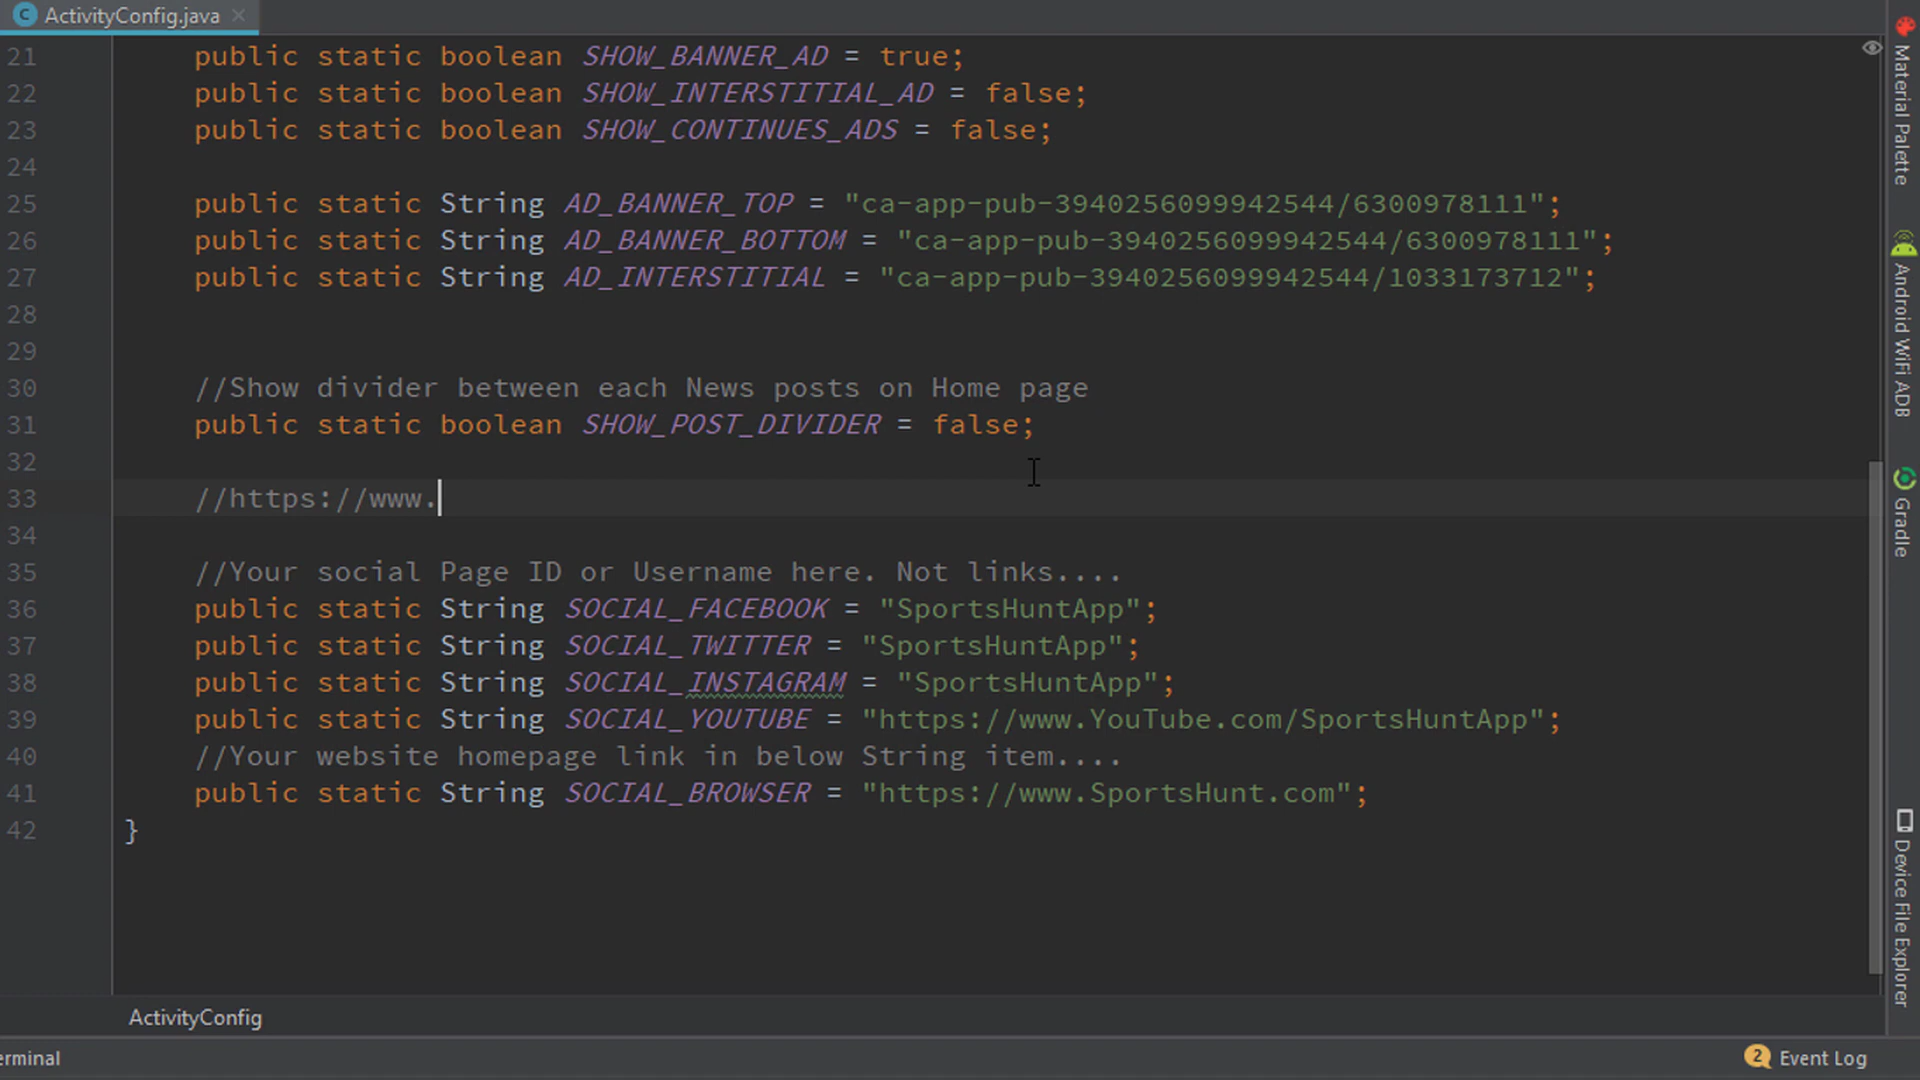 ActivityConfig.java
21 public static boolean SHOW_BANNER_AD = true;
22 public static boolean SHOW_INTERSTITIAL_AD = false;
23 public static boolean SHOW_CONTINUES_ADS = false;
24
25 public static String AD_BANNER_TOP = "ca-app-pub-3940256099942544/6300978111";
26 public static String AD_BANNER_BOTTOM = "ca-app-pub-3940256099942544/6300978111";
27 public static String AD_INTERSTITIAL = "ca-app-pub-3940256099942544/1033173712";
28
29
30 //Show divider between each News posts on Home page
31 public static boolean SHOW_POST_DIVIDER = false;
32
33 //https://www.
34
35 //Your social Page ID or Username here. Not links....
36 public static String SOCIAL_FACEBOOK = "SportsHuntApp";
37 public static String SOCIAL_TWITTER = "SportsHuntApp";
38 public static String SOCIAL_INSTAGRAM = "SportsHuntApp";
39 public static String SOCIAL_YOUTUBE = "https://www.YouTube.com/SportsHuntApp";
40 //Your website homepage link in below String item....
41 public static String SOCIAL_BROWSER = "https://www.SportsHunt.com";
42 }
ActivityConfig
erminal
2 Event Log
Material Palette
Android WiFi ADB
Gradle
Device File Explorer